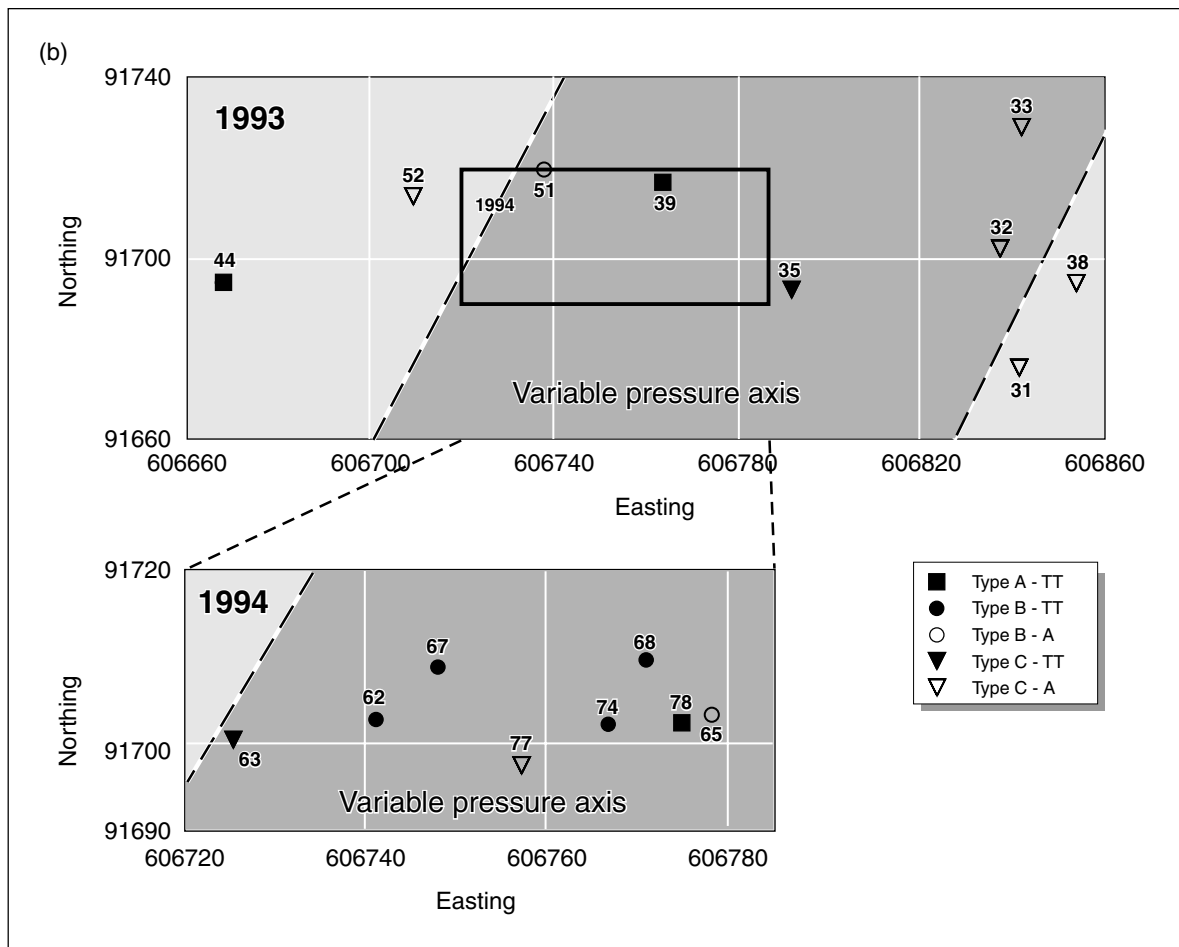 (b)
91740
1993
33
52
51
1994
39
44
91700
32
35
38
31
Northing
Variable pressure axis
91660
606660 606700 606740 606780 606820 606860
Easting
91720
1994
67
68
62
74
78
65
91700
63
77
Northing
Variable pressure axis
91690
606720 606740 606760 606780
Easting
Type A - TT
Type B - TT
Type B - A
Type C - TT
Type C - A